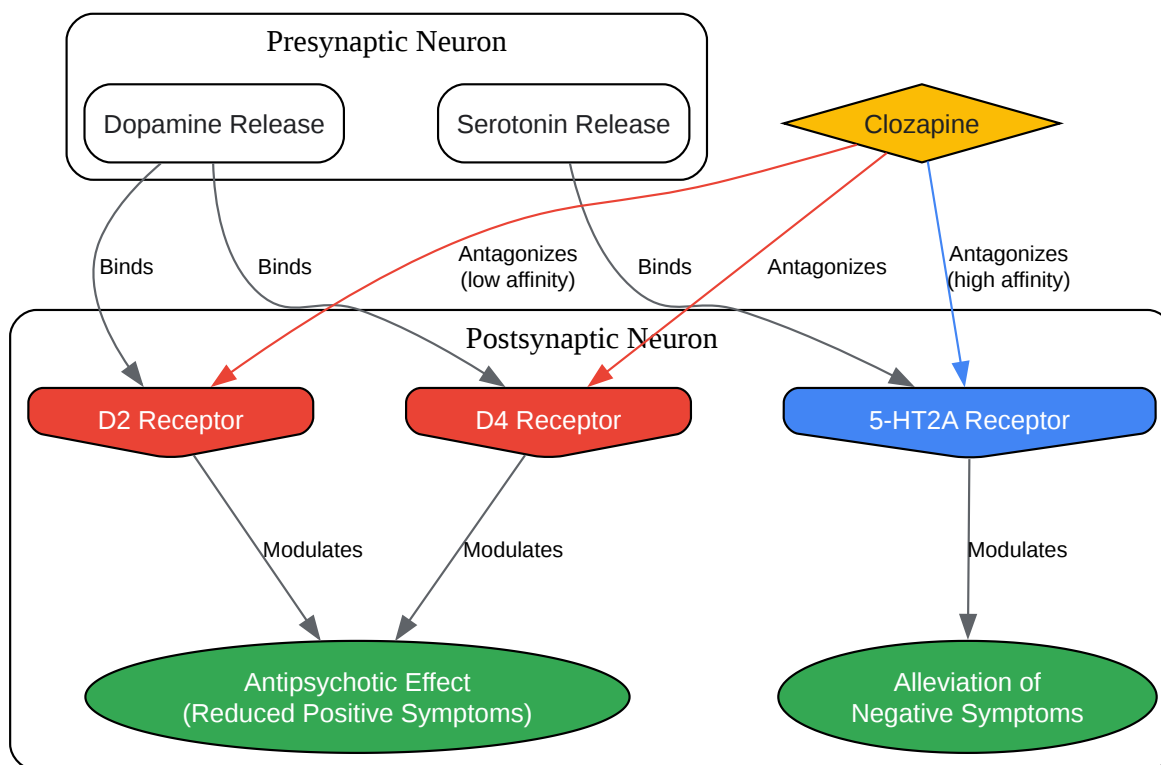 Presynaptic Neuron
Dopamine Release
Serotonin Release
Clozapine
Binds
Binds
Antagonizes
(low affinity)
Binds
Antagonizes
Antagonizes
(high affinity)
Postsynaptic Neuron
D2 Receptor
D4 Receptor
5-HT2A Receptor
Modulates
Modulates
Modulates
Antipsychotic Effect
(Reduced Positive Symptoms)
Alleviation of
Negative Symptoms